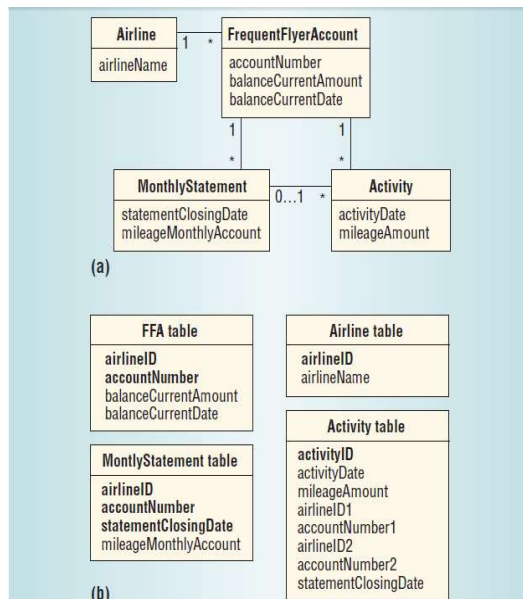 Airline
airlineName
1 *
FrequentFlyerAccount
accountNumber
balanceCurrentAmount
balanceCurrentDate
1 1
* *
MonthlyStatement
statementClosingDate
mileageMonthlyAccount
0...1 *
Activity
activityDate
mileageAmount
(a)
FFA table
airlineID
accountNumber
balanceCurrentAmount
balanceCurrentDate
Airline table
airlineID
airlineName
MontlyStatement table
airlineID
accountNumber
statementClosingDate
mileageMonthlyAccount
Activity table
activityID
activityDate
mileageAmount
airlineID1
accountNumber1
airlineID2
accountNumber2
statementClosingDate
(b)